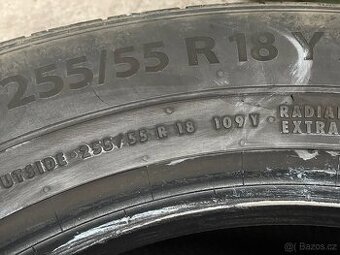 255/55 R 18 Y
OUTSIDE · 255/55 R 18 109 Y
RADIAL
EXTRA
© Bazos.cz